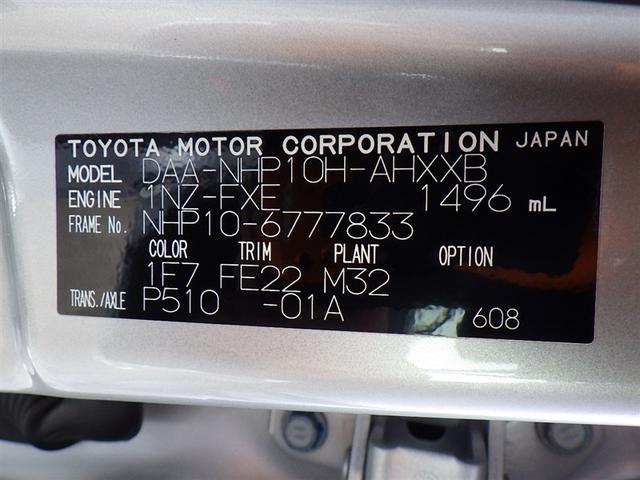 TOYOTA MOTOR CORPORATION JAPAN
MODEL DAA-NHP10H-AHXXB
ENGINE 1NZ-FXE 1496 mL
FRAME No. NHP10-6777833
COLOR TRIM PLANT OPTION
1F7 FE22 M32
TRANS./AXLE P510 -01A 608